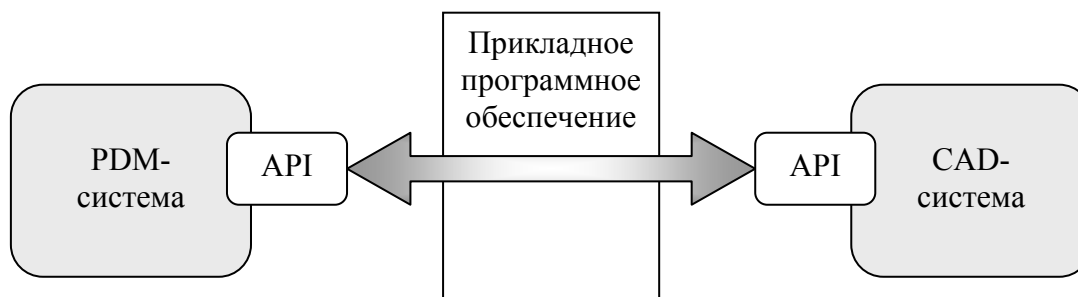 Прикладное
программное
обеспечение
PDM-
система
API
API
CAD-
система